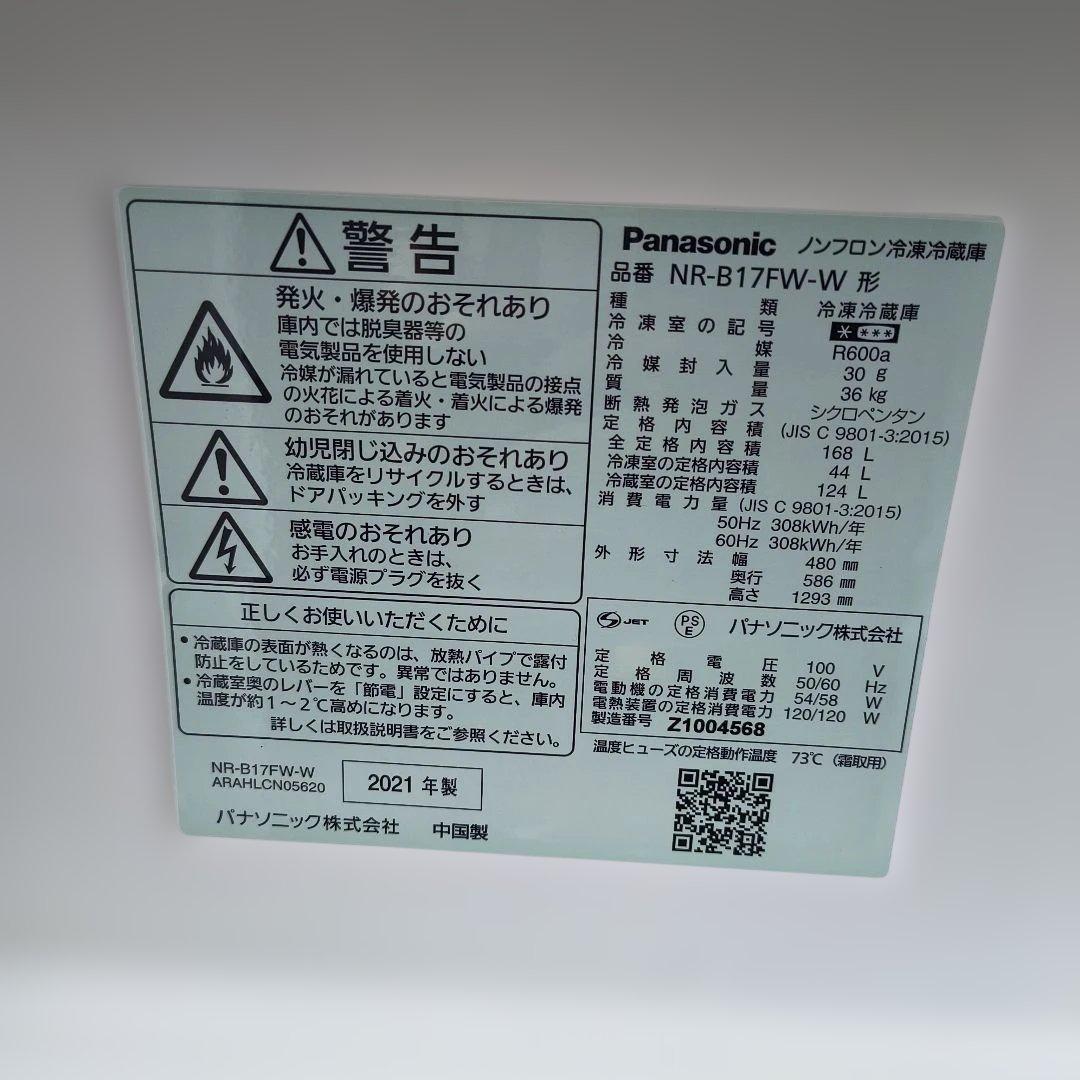 警告
発火・爆発のおそれあり
庫内では脱臭器等の
電気製品を使用しない
冷媒が漏れていると電気製品の接点
の火花による着火・着火による爆発
のおそれがあります
幼児閉じ込みのおそれあり
冷蔵庫をリサイクルするときは、
ドアパッキングを外す
感電のおそれあり
お手入れのときは、
必ず電源プラグを抜く
正しくお使いいただくために
•冷蔵庫の表面が熱くなるのは、放熱パイプで露付
防止をしているためです。異常ではありません。
•冷蔵室奥のレバーを「節電」設定にすると、庫内
温度が約1～2℃高めになります。
詳しくは取扱説明書をご参照ください。
NR-B17FW-W
ARAHLCN05620
2021 年製
パナソニック株式会社 中国製
Panasonic ノンフロン冷凍冷蔵庫
品番 NR-B17FW-W 形
種類 冷凍冷蔵庫
冷凍室の記号 * ***
冷媒 R600a
冷媒封入量 30 g
質量 36 kg
断熱発泡ガス シクロペンタン
定格内容積 (JIS C 9801-3:2015)
全定格内容積 168 L
冷凍室の定格内容積 44 L
冷蔵室の定格内容積 124 L
消費電力量 (JIS C 9801-3:2015)
50Hz 308kWh/年
60Hz 308kWh/年
外形寸法 幅 480 mm
奥行 586 mm
高さ 1293 mm
JET PSE パナソニック株式会社
定格電圧 100 V
定格周波数 50/60 Hz
電動機の定格消費電力 54/58 W
電熱装置の定格消費電力 120/120 W
製造番号 Z1004568
温度ヒューズの定格動作温度 73℃(霜取用)